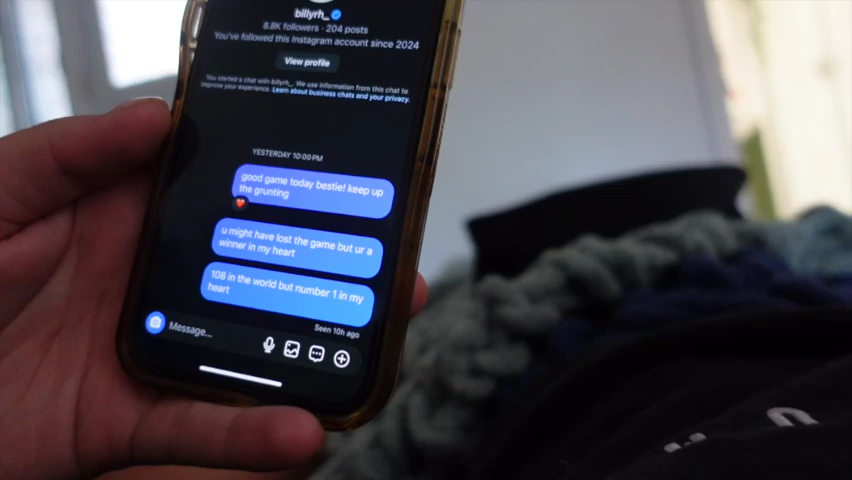 billyrh_
8.8K followers · 204 posts
You've followed this Instagram account since 2024
View profile
You started a chat with billyrh_. We use information from this chat to
improve your experience. Learn about business chats and your privacy.
YESTERDAY 10:00 PM
good game today bestie! keep up
the grunting
u might have lost the game but ur a
winner in my heart
108 in the world but number 1 in my
heart
Seen 10h ago
Message...